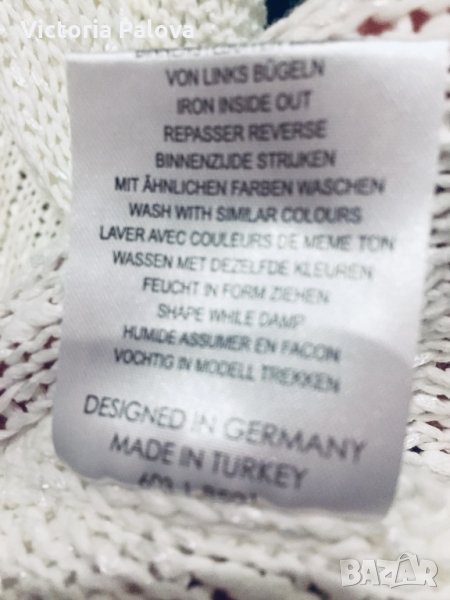 Victoria Palova
VON LINKS BÜGELN
IRON INSIDE OUT
REPASSER REVERSE
BINNENZIJDE STRIJKEN
MIT ÄHNLICHEN FARBEN WASCHEN
WASH WITH SIMILAR COLOURS
LAVER AVEC COULEURS DE MEME TON
WASSEN MET DEZELFDE KLEUREN
FEUCHT IN FORM ZIEHEN
SHAPE WHILE DAMP
HUMIDE ASSUMER EN FACON
VOCHTIG IN MODELL TREKKEN
DESIGNED IN GERMANY
MADE IN TURKEY
BAZAR